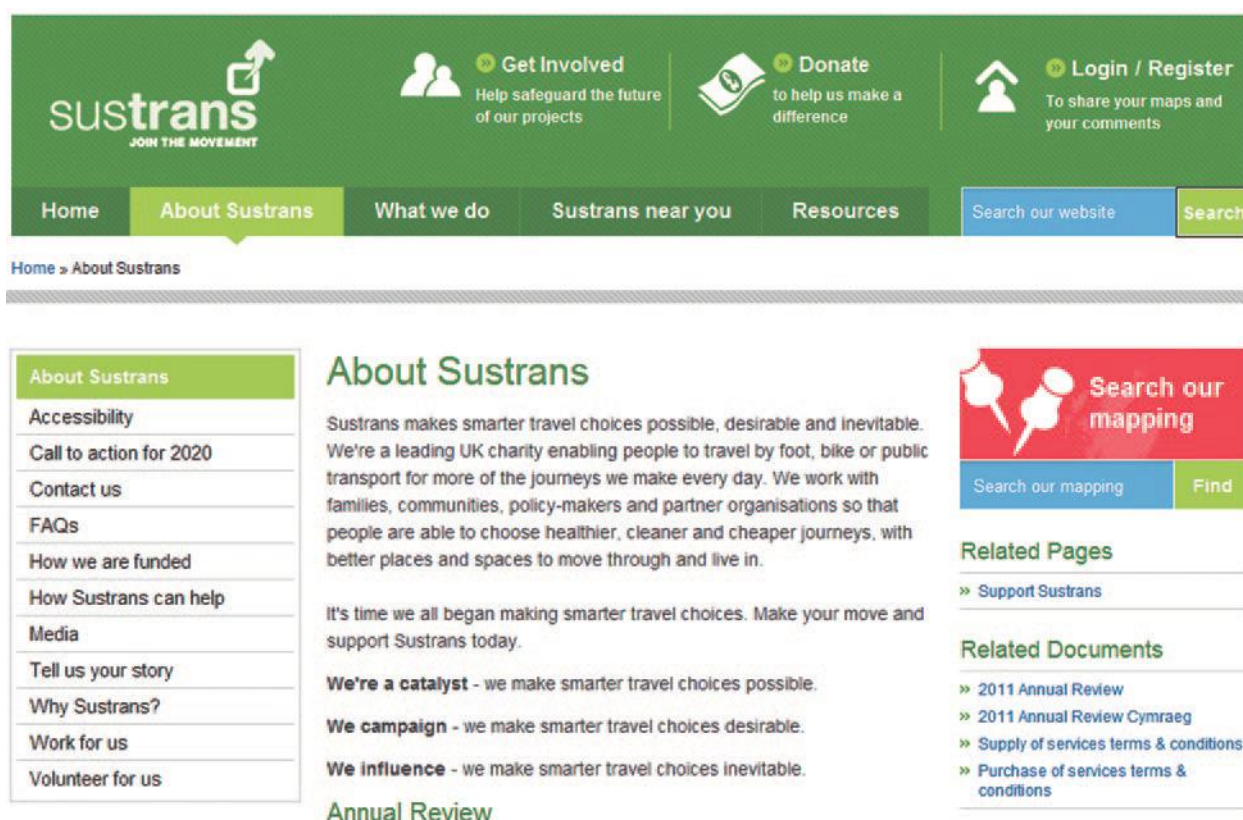 sustrans
JOIN THE MOVEMENT
Get Involved
Help safeguard the future
of our projects
Donate
to help us make a
difference
Login / Register
To share your maps and
your comments
Home
About Sustrans
What we do
Sustrans near you
Resources
Search our website
Search
Home » About Sustrans
About Sustrans
Accessibility
Call to action for 2020
Contact us
FAQs
How we are funded
How Sustrans can help
Media
Tell us your story
Why Sustrans?
Work for us
Volunteer for us
About Sustrans
Sustrans makes smarter travel choices possible, desirable and inevitable.
We're a leading UK charity enabling people to travel by foot, bike or public
transport for more of the journeys we make every day. We work with
families, communities, policy-makers and partner organisations so that
people are able to choose healthier, cleaner and cheaper journeys, with
better places and spaces to move through and live in.
It's time we all began making smarter travel choices. Make your move and
support Sustrans today.
We're a catalyst - we make smarter travel choices possible.
We campaign - we make smarter travel choices desirable.
We influence - we make smarter travel choices inevitable.
Annual Review
Search our
mapping
Search our mapping
Find
Related Pages
» Support Sustrans
Related Documents
» 2011 Annual Review
» 2011 Annual Review Cymraeg
» Supply of services terms & conditions
» Purchase of services terms &
conditions